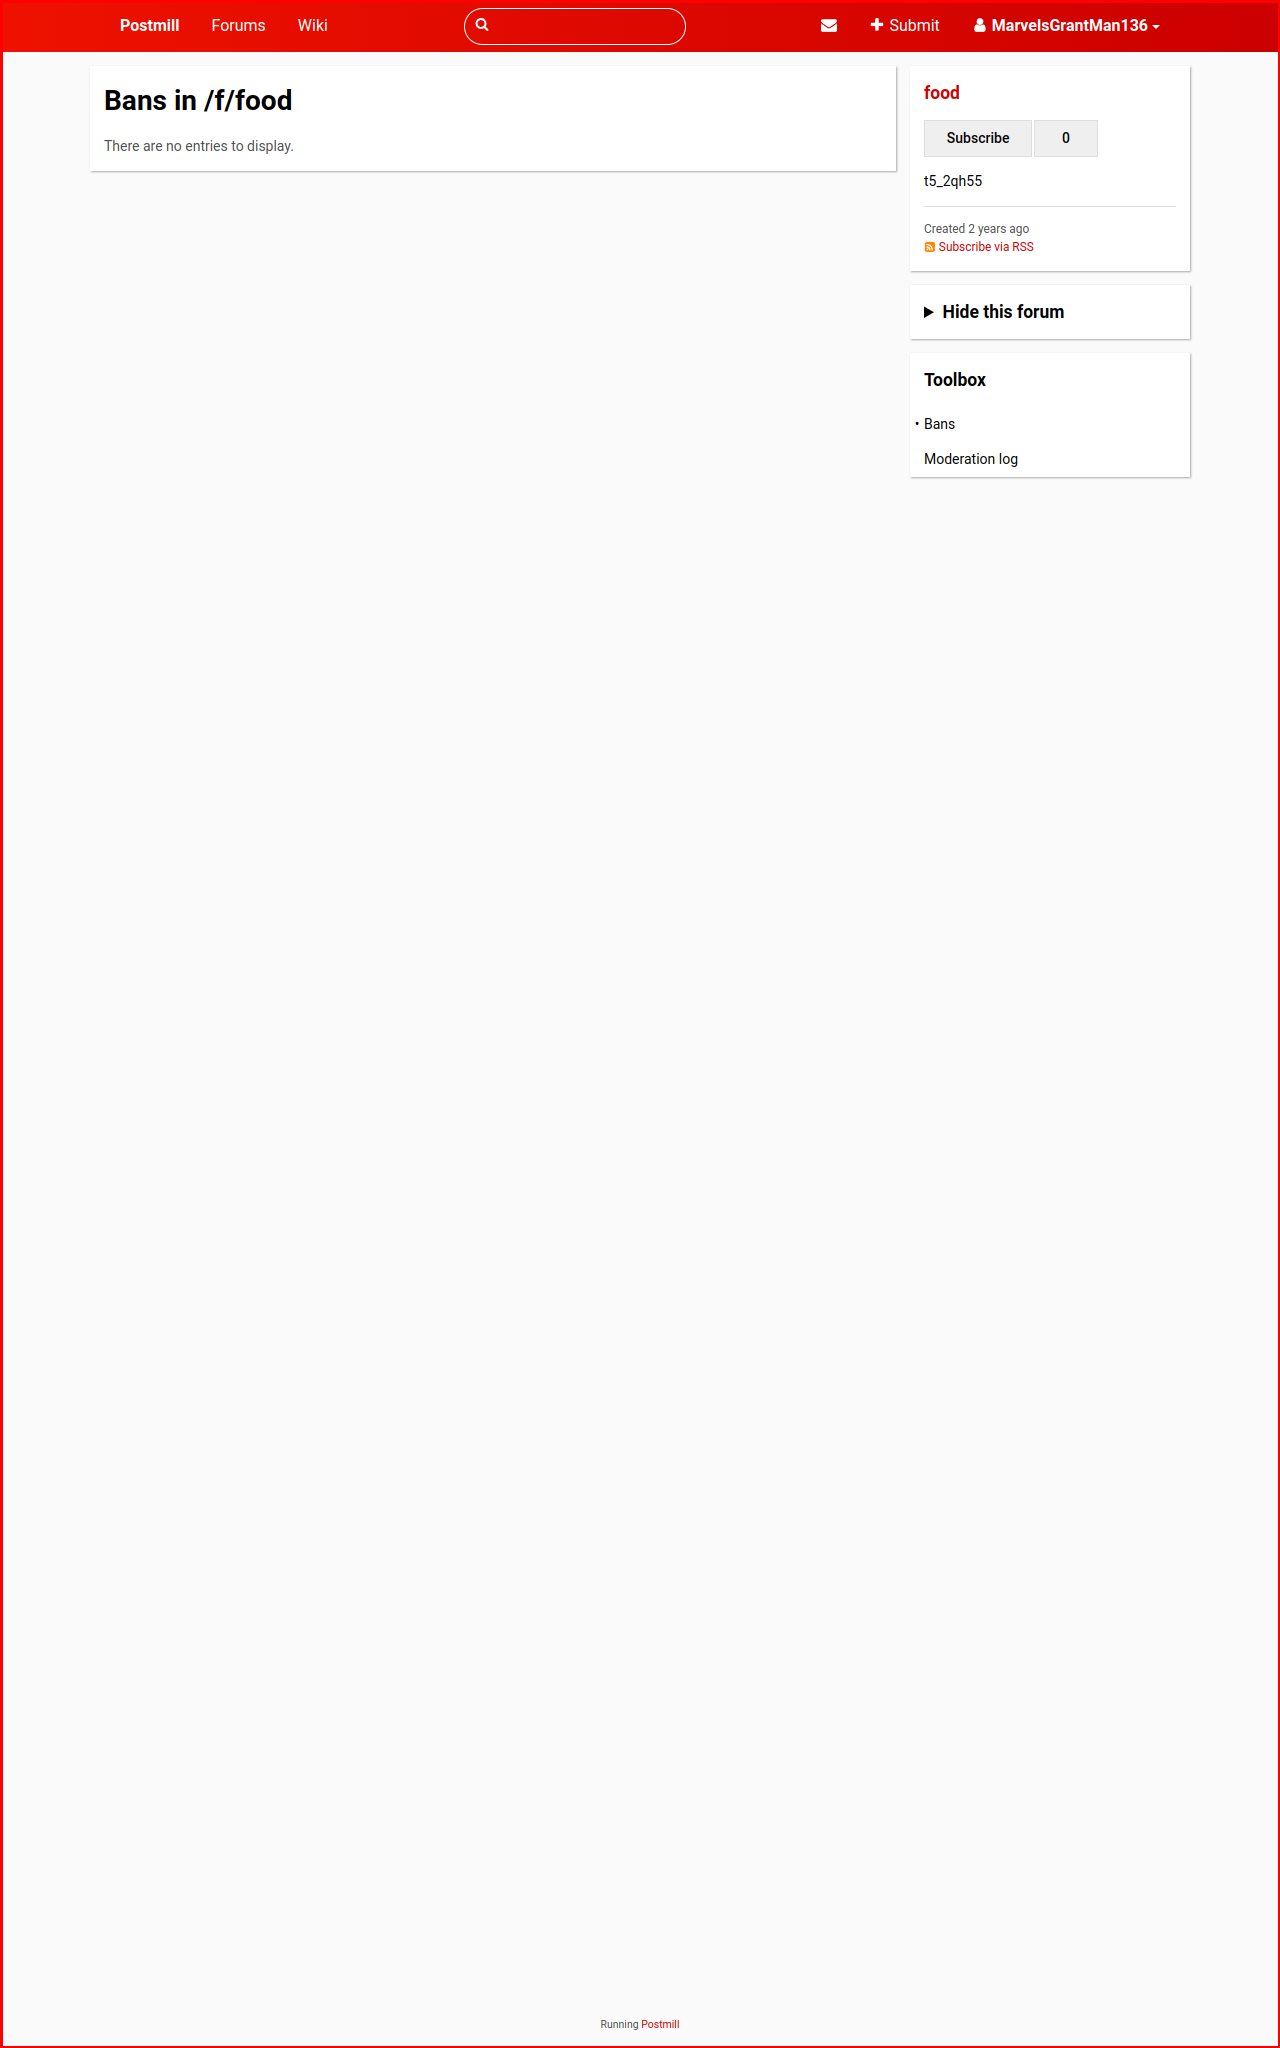 Postmill Forums Wiki Submit MarvelsGrantMan136
Bans in /f/food
There are no entries to display.
food
Subscribe 0
t5_2qh55
Created 2 years ago
Subscribe via RSS
Hide this forum
Toolbox
• Bans
Moderation log
Running Postmill